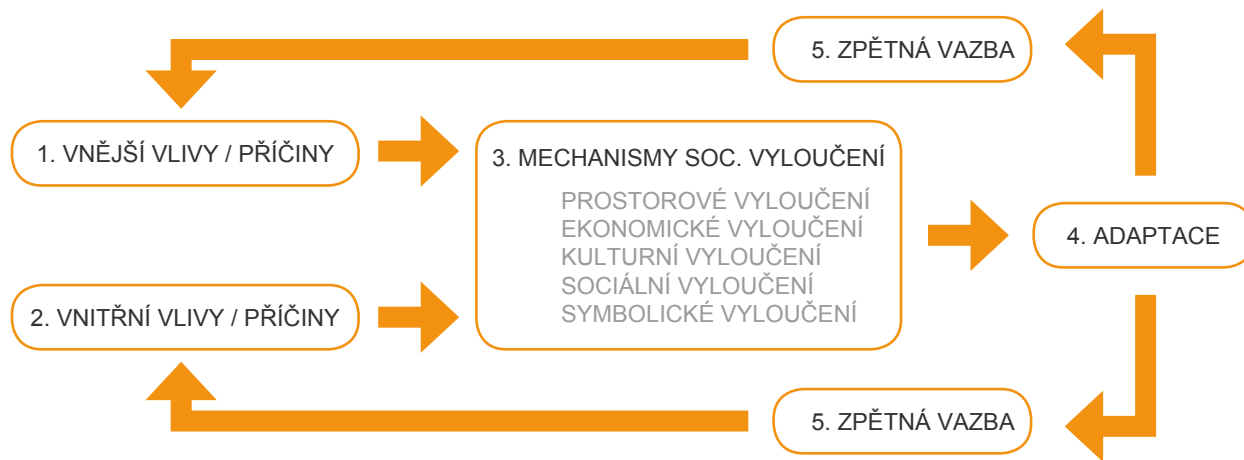 5. ZPĚTNÁ VAZBA
1. VNĚJŠÍ VLIVY / PŘÍČINY
3. MECHANISMY SOC. VYLOUČENÍ
PROSTOROVÉ VYLOUČENÍ
EKONOMICKÉ VYLOUČENÍ
KULTURNÍ VYLOUČENÍ
SOCIÁLNÍ VYLOUČENÍ
SYMBOLICKÉ VYLOUČENÍ
4. ADAPTACE
2. VNITŘNÍ VLIVY / PŘÍČINY
5. ZPĚTNÁ VAZBA